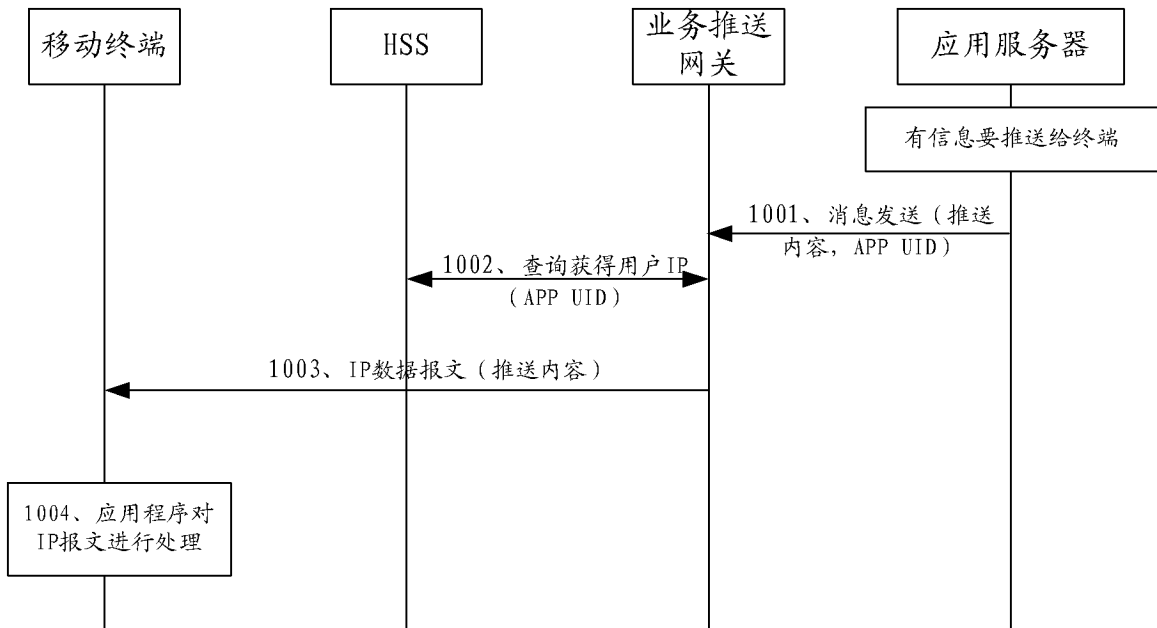 移动终端
HSS
业务推送
网关
应用服务器
有信息要推送给终端
1001、消息发送（推送
内容，APP UID）
1002、查询获得用户IP
（APP UID）
1003、IP数据报文（推送内容）
1004、应用程序对
IP报文进行处理